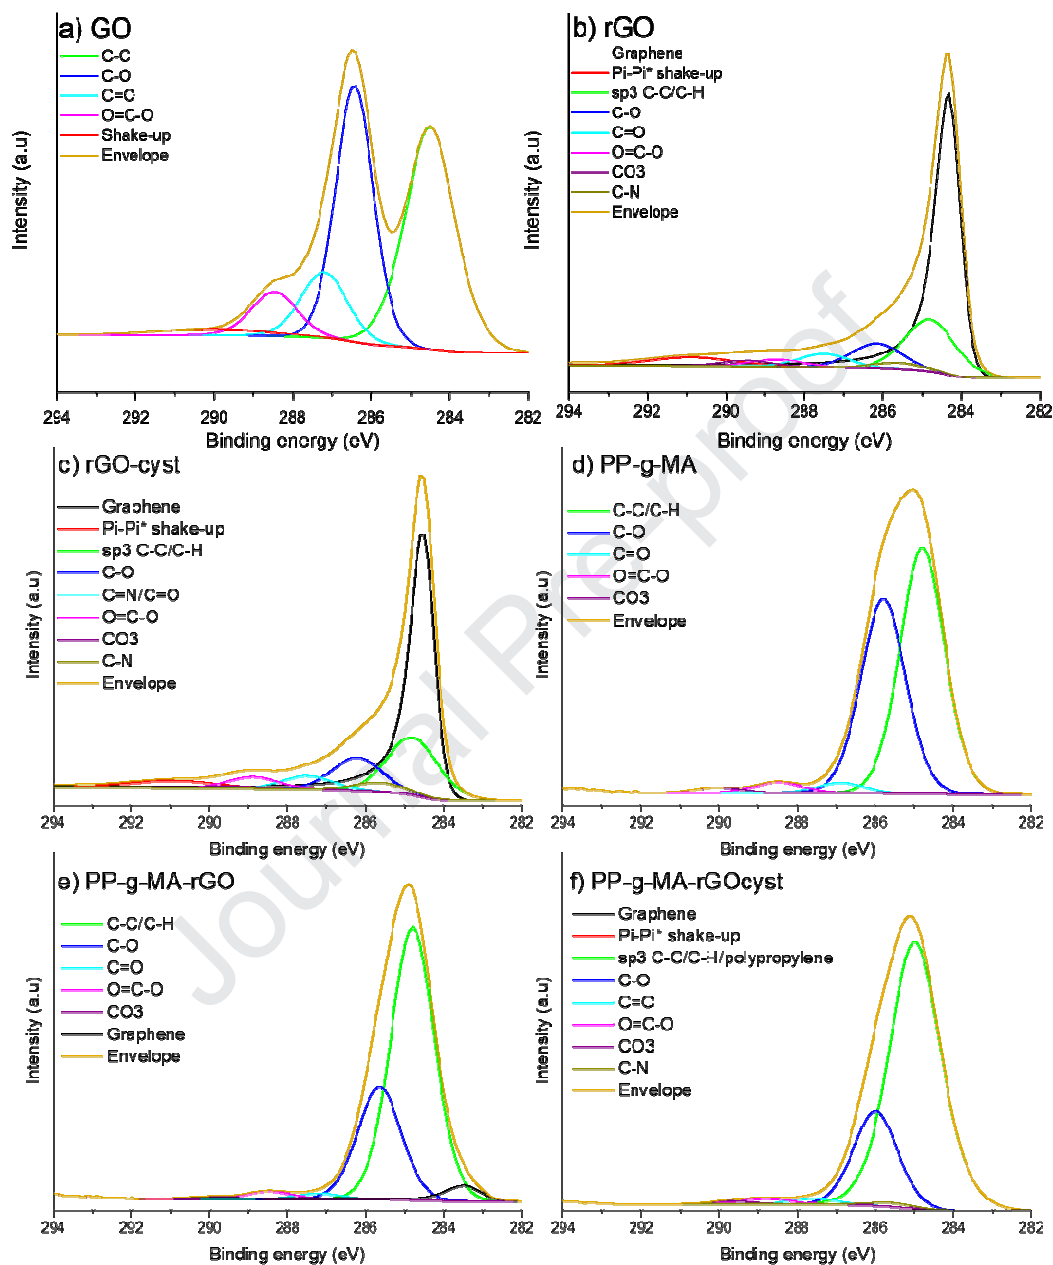 a) GO
C-C
C-O
C=C
O=C-O
Shake-up
Envelope
Intensity (a.u)
294 292 290 288 286 284 282
Binding energy (eV)
b) rGO
Graphene
Pi-Pi* shake-up
sp3 C-C/C-H
C-O
C=O
O=C-O
CO3
C-N
Envelope
Intensity (a.u)
294 292 290 288 286 284 282
Binding energy (eV)
c) rGO-cyst
Graphene
Pi-Pi* shake-up
sp3 C-C/C-H
C-O
C=N/C=O
O=C-O
CO3
C-N
Envelope
Intensity (a.u)
294 292 290 288 286 284 282
Binding energy (eV)
d) PP-g-MA
C-C/C-H
C-O
C=O
O=C-O
CO3
Envelope
Intensity (a.u)
294 292 290 288 286 284 282
Binding energy (eV)
e) PP-g-MA-rGO
C-C/C-H
C-O
C=O
O=C-O
CO3
Graphene
Envelope
Intensity (a.u)
294 292 290 288 286 284 282
Binding energy (eV)
f) PP-g-MA-rGOcyst
Graphene
Pi-Pi* shake-up
sp3 C-C/C-H/polypropylene
C-O
C=C
O=C-O
CO3
C-N
Envelope
Intensity (a.u)
294 292 290 288 286 284 282
Binding energy (eV)
Journal Pre-proof